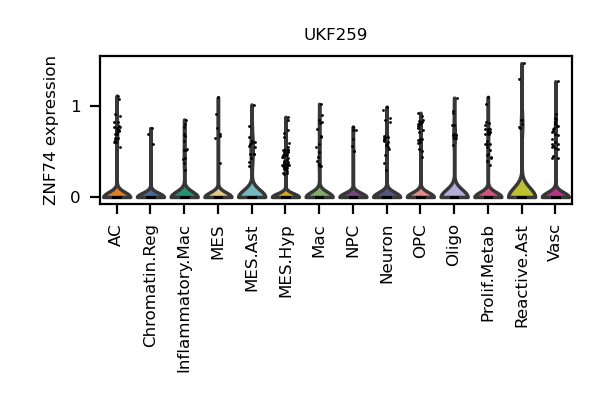 UKF259
ZNF74 expression
1
0
AC
Chromatin.Reg
Inflammatory.Mac
MES
MES.Ast
MES.Hyp
Mac
NPC
Neuron
OPC
Oligo
Prolif.Metab
Reactive.Ast
Vasc